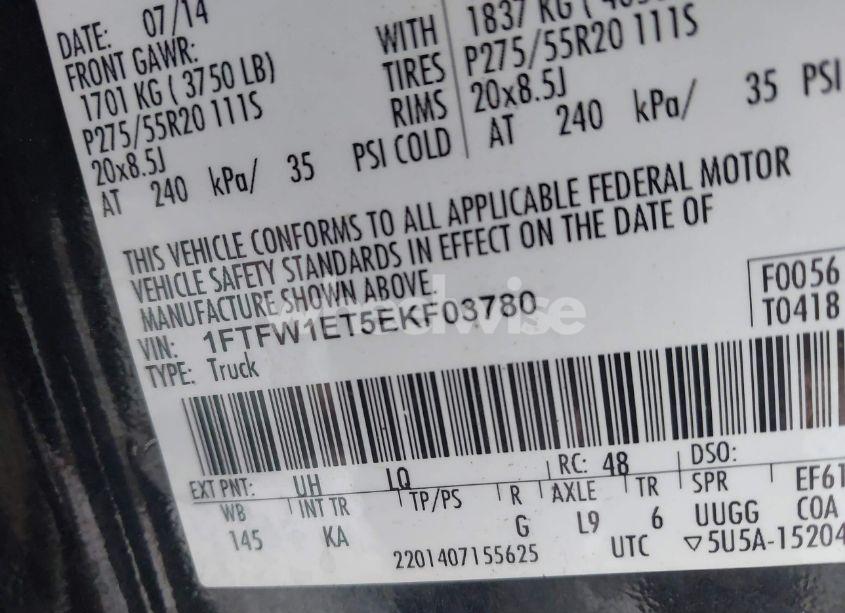 DATE: 07/14
FRONT GAWR:
1701 KG ( 3750 LB)
P275/55R20 111S
20x8.5J
AT 240 kPa/ 35 PSI COLD
WITH
TIRES
RIMS
1837 KG (
P275/55R20 111S
20x8.5J
AT 240 kPa/ 35 PSI
THIS VEHICLE CONFORMS TO ALL APPLICABLE FEDERAL MOTOR
VEHICLE SAFETY STANDARDS IN EFFECT ON THE DATE OF
MANUFACTURE SHOWN ABOVE.
VIN: 1FTFW1ET5EKF03780
TYPE: Truck
F0056
T0418
EXT PNT: UH LQ RC: 48 DSO:
WB INT TR TP/PS R AXLE TR SPR EF61
145 KA G L9 6 UUGG COA
2201407155625 UTC ▽5U5A-15204